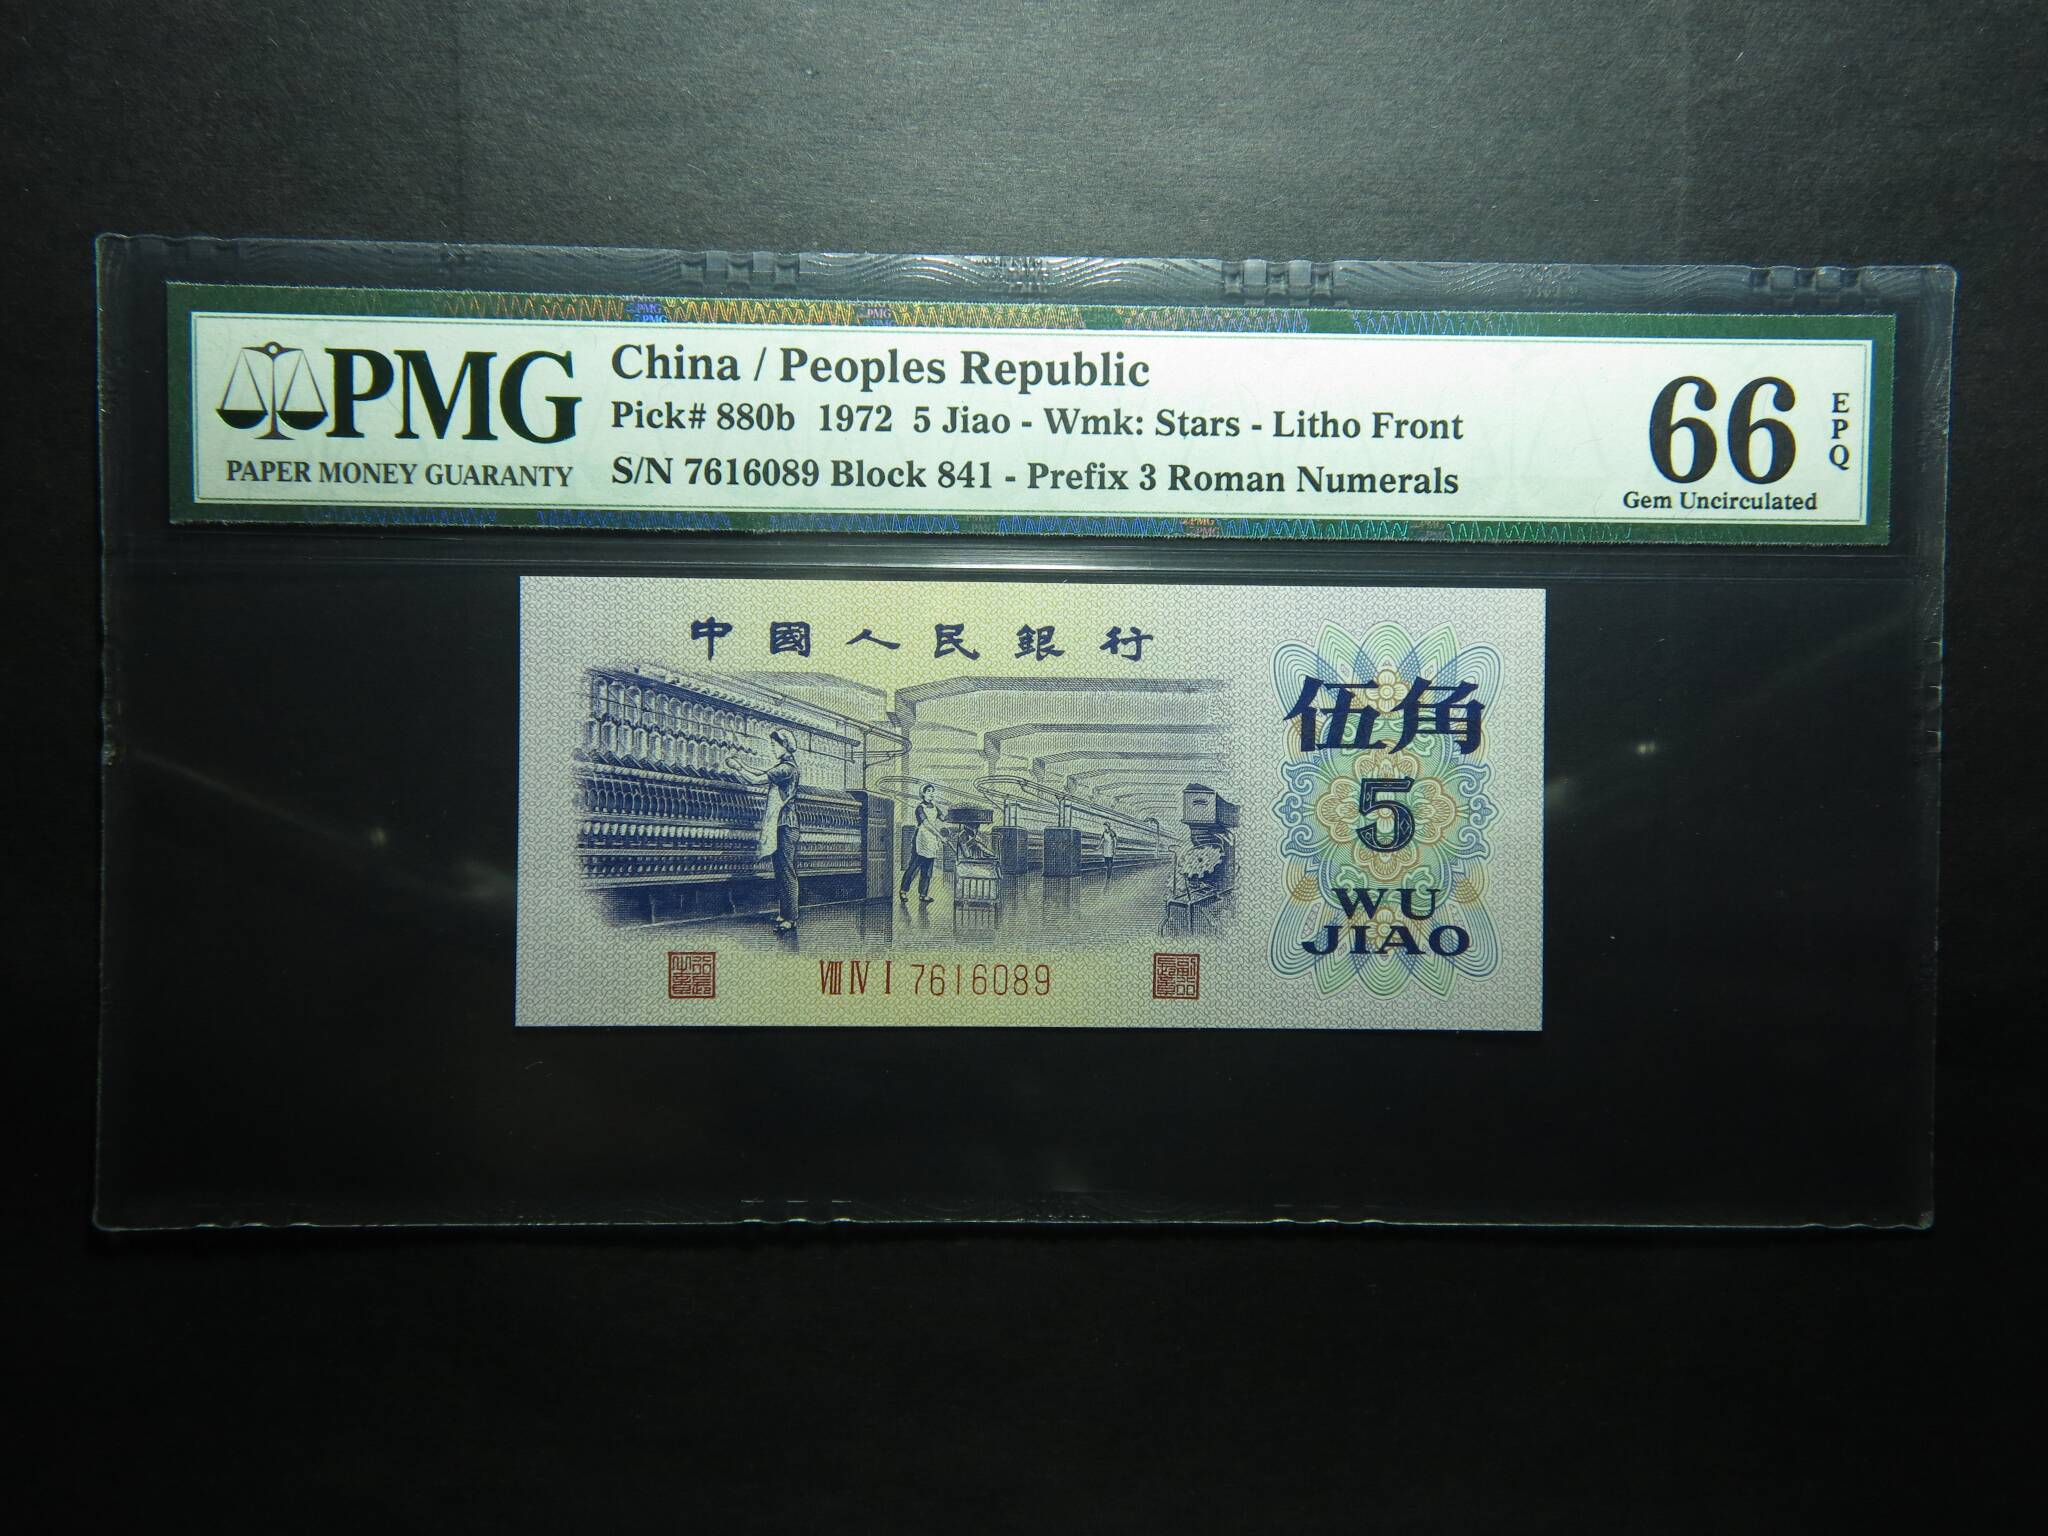 PMG
PAPER MONEY GUARANTY
China / Peoples Republic
Pick# 880b 1972 5 Jiao - Wmk: Stars - Litho Front
S/N 7616089 Block 841 - Prefix 3 Roman Numerals
66
EPQ
Gem Uncirculated
中國人民銀行
伍角
5
WU
JIAO
VIII IV I 7616089